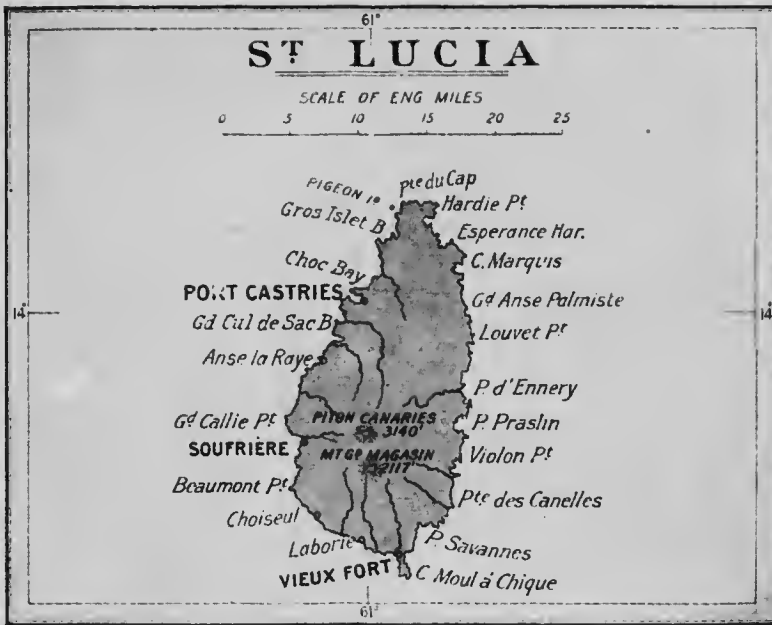 61°
ST LUCIA
SCALE OF ENG MILES
0 5 10 15 20 25
Pte du Cap
PIGEON Id
Hardie Pt
Gros Islet B
Esperance Har.
Choc Bay
C. Marquis
PORT CASTRIES
Gd Anse Palmiste
14° 14°
Gd Cul de Sac B
Louvet Pt
Anse la Raye
P. d'Ennery
Gd Callie Pt
PITON CANARIES
3140'
P. Praslin
SOUFRIÈRE
MT Gd MAGASIN
2117'
Violon Pt
Beaumont Pt
Pte des Canelles
Choiseul
Laborie
P. Savannes
VIEUX FORT
C Moul à Chique
61°